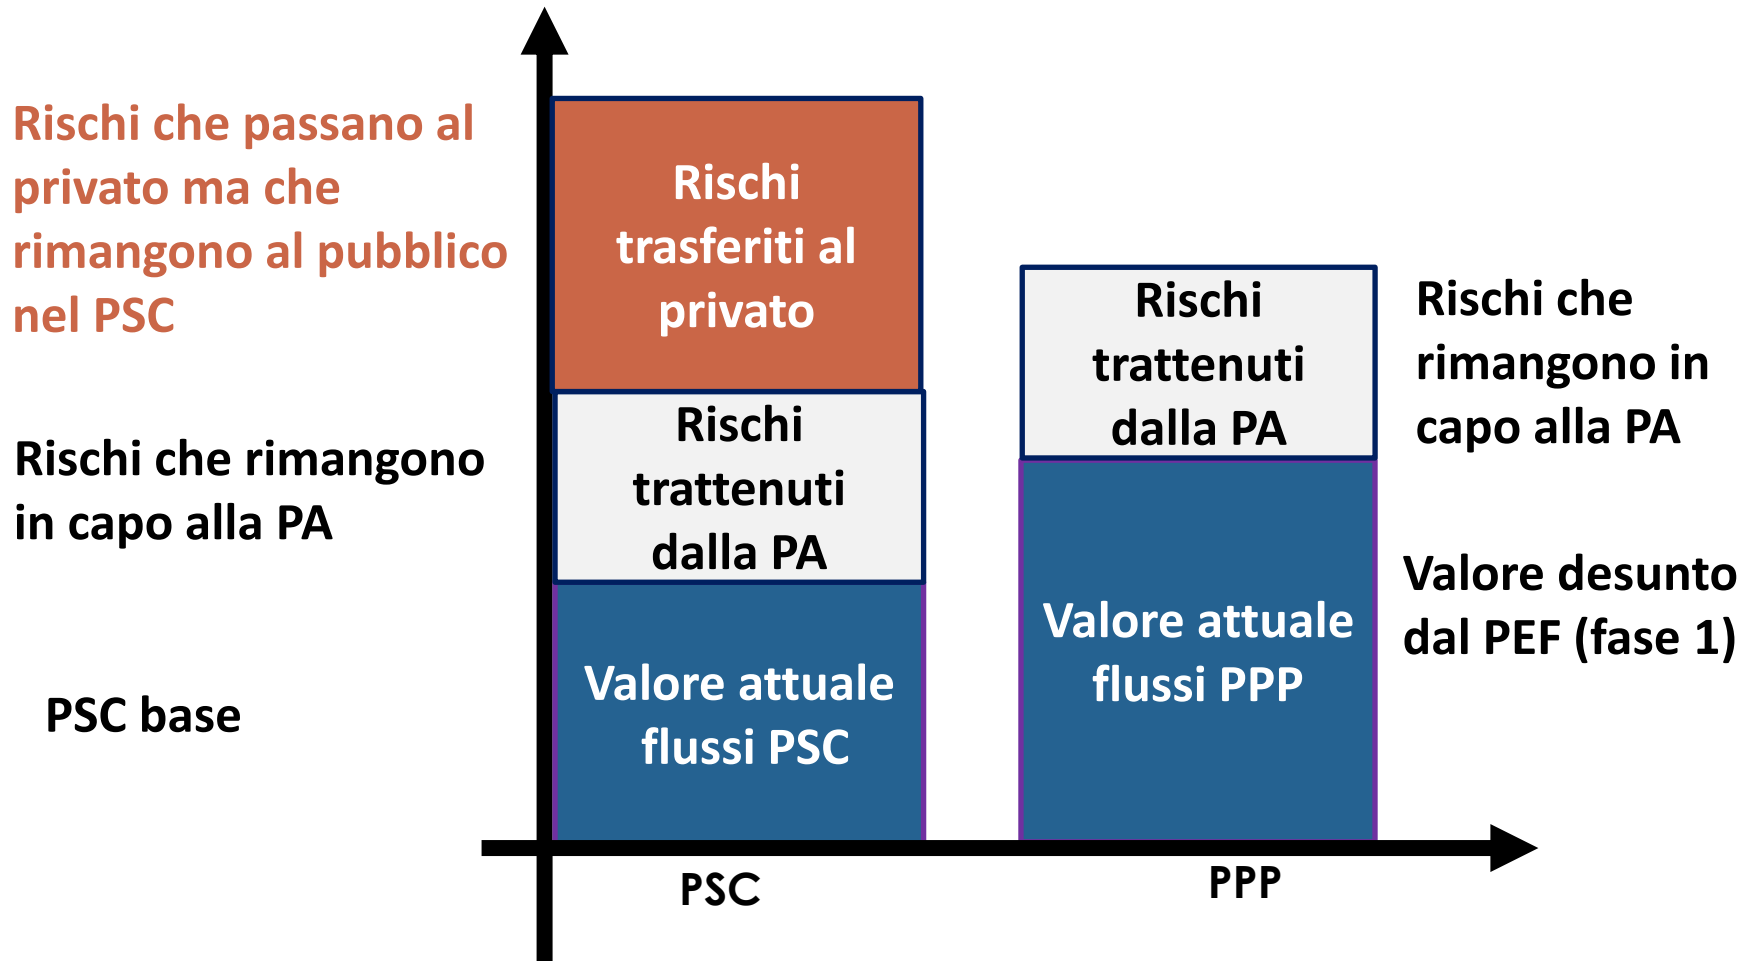 Rischi che passano al
privato ma che
rimangono al pubblico
nel PSC
Rischi che rimangono
in capo alla PA
PSC base
Rischi
trasferiti al
privato
Rischi
trattenuti
dalla PA
Valore attuale
flussi PSC
PSC
Rischi
trattenuti
dalla PA
Valore attuale
flussi PPP
PPP
Rischi che
rimangono in
capo alla PA
Valore desunto
dal PEF (fase 1)